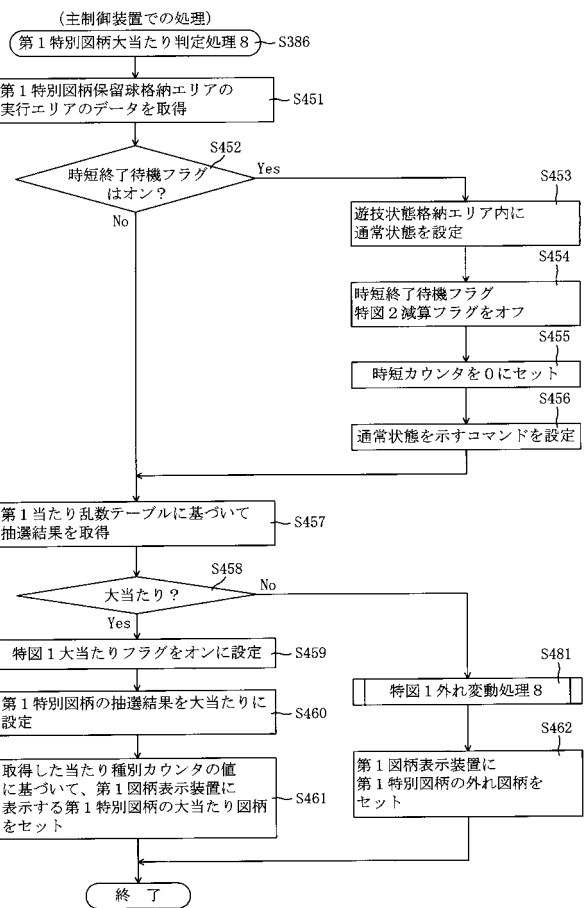 (主制御装置での処理)
第1特別図柄大当たり判定処理8
S386
第1特別図柄保留球格納エリアの
実行エリアのデータを取得
S451
S452
時短終了待機フラグ
はオン？
Yes
No
S453
遊技状態格納エリア内に
通常状態を設定
S454
時短終了待機フラグ
特図2減算フラグをオフ
S455
時短カウンタを0にセット
S456
通常状態を示すコマンドを設定
第1当たり乱数テーブルに基づいて
抽選結果を取得
S457
S458
大当たり？
No
Yes
特図1大当たりフラグをオンに設定
S459
第1特別図柄の抽選結果を大当たりに
設定
S460
取得した当たり種別カウンタの値
に基づいて、第1図柄表示装置に
表示する第1特別図柄の大当たり図柄
をセット
S461
S481
特図1外れ変動処理8
S462
第1図柄表示装置に
第1特別図柄の外れ図柄を
セット
終 了